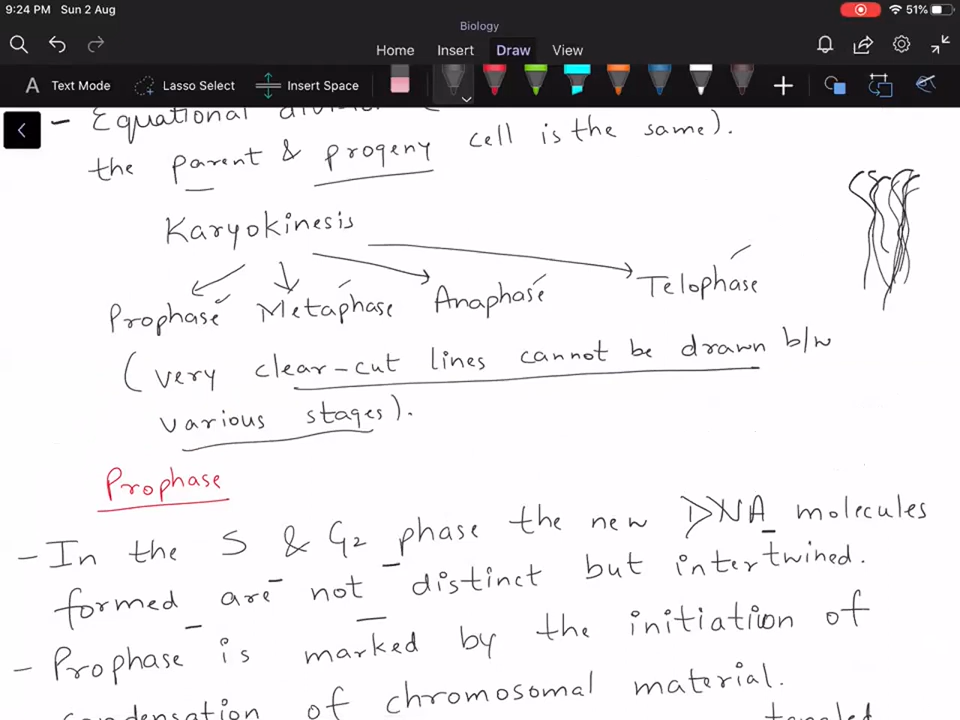 9:24 PM Sun 2 Aug
51%
Biology
Home Insert Draw View
A Text Mode Lasso Select Insert Space
- Equational
the parent & progeny cell is the same).
Karyokinesis
Prophase Metaphase Anaphase Telophase
(very clear-cut lines cannot be drawn b/w
various stages).
Prophase
- In the S & G2 phase the new DNA molecules
formed are not distinct but intertwined.
- Prophase is marked by the initiation of
condensation of chromosomal material.
tangled